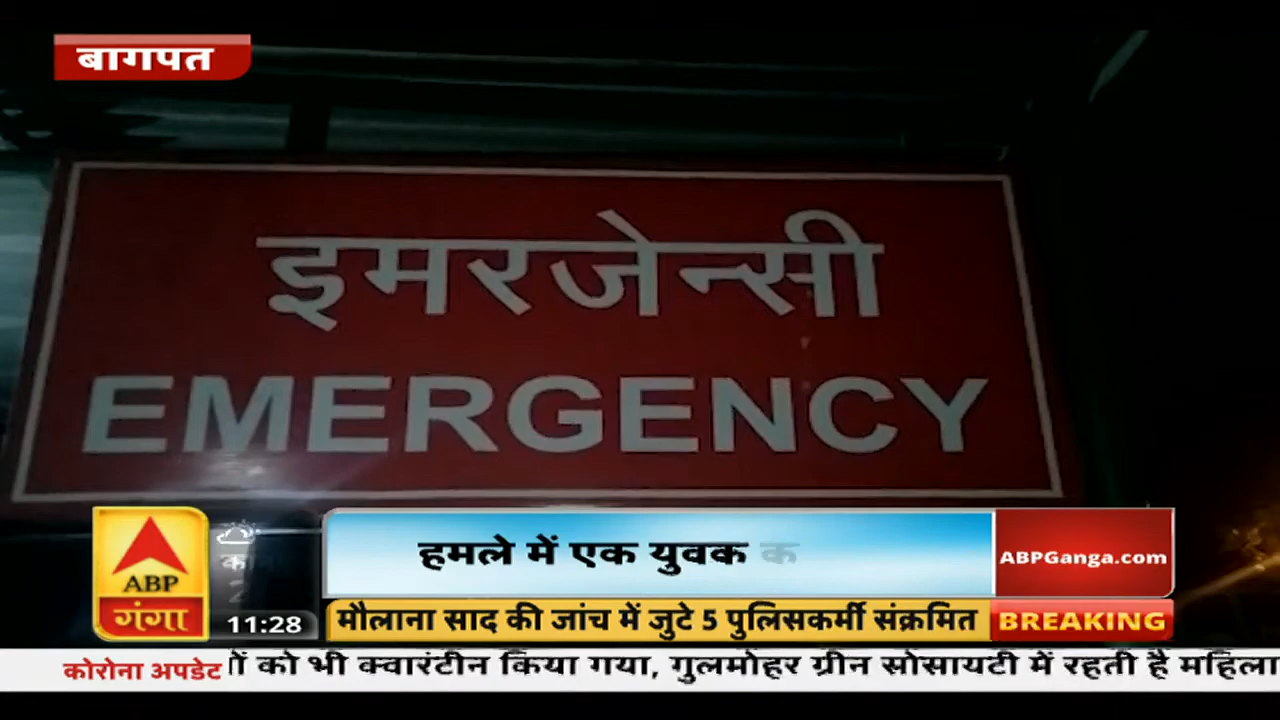 बागपत
इमरजेन्सी
EMERGENCY
हमले में एक युवक
ABPGanga.com
ABP
गंगा
11:28
मौलाना साद की जांच में जुटे 5 पुलिसकर्मी संक्रमित
BREAKING
कोरोना अपडेट
को भी क्वारंटीन किया गया, गुलमोहर ग्रीन सोसायटी में रहती है महिला